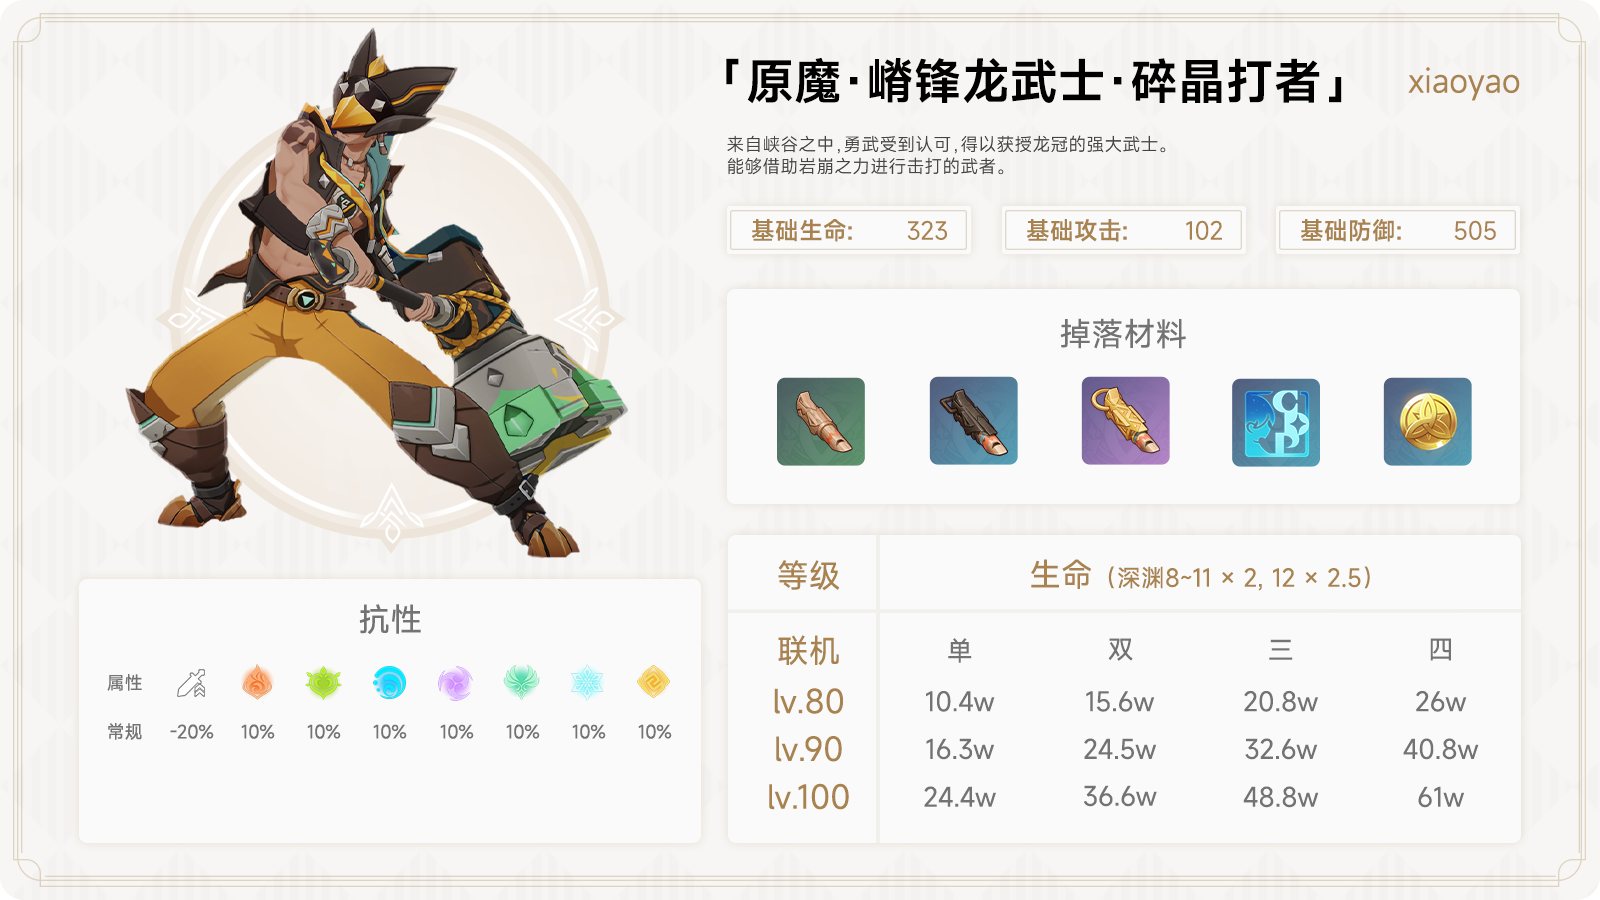 「原魔·嵴锋龙武士·碎晶打者」
xiaoyao
来自峡谷之中,勇武受到认可,得以获授龙冠的强大武士。
能够借助岩崩之力进行击打的武者。
基础生命: 323
基础攻击: 102
基础防御: 505
掉落材料
等级 生命 (深渊8~11 × 2, 12 × 2.5)
联机 单 双 三 四
lv.80 10.4w 15.6w 20.8w 26w
lv.90 16.3w 24.5w 32.6w 40.8w
lv.100 24.4w 36.6w 48.8w 61w
抗性
属性
常规 -20% 10% 10% 10% 10% 10% 10% 10%